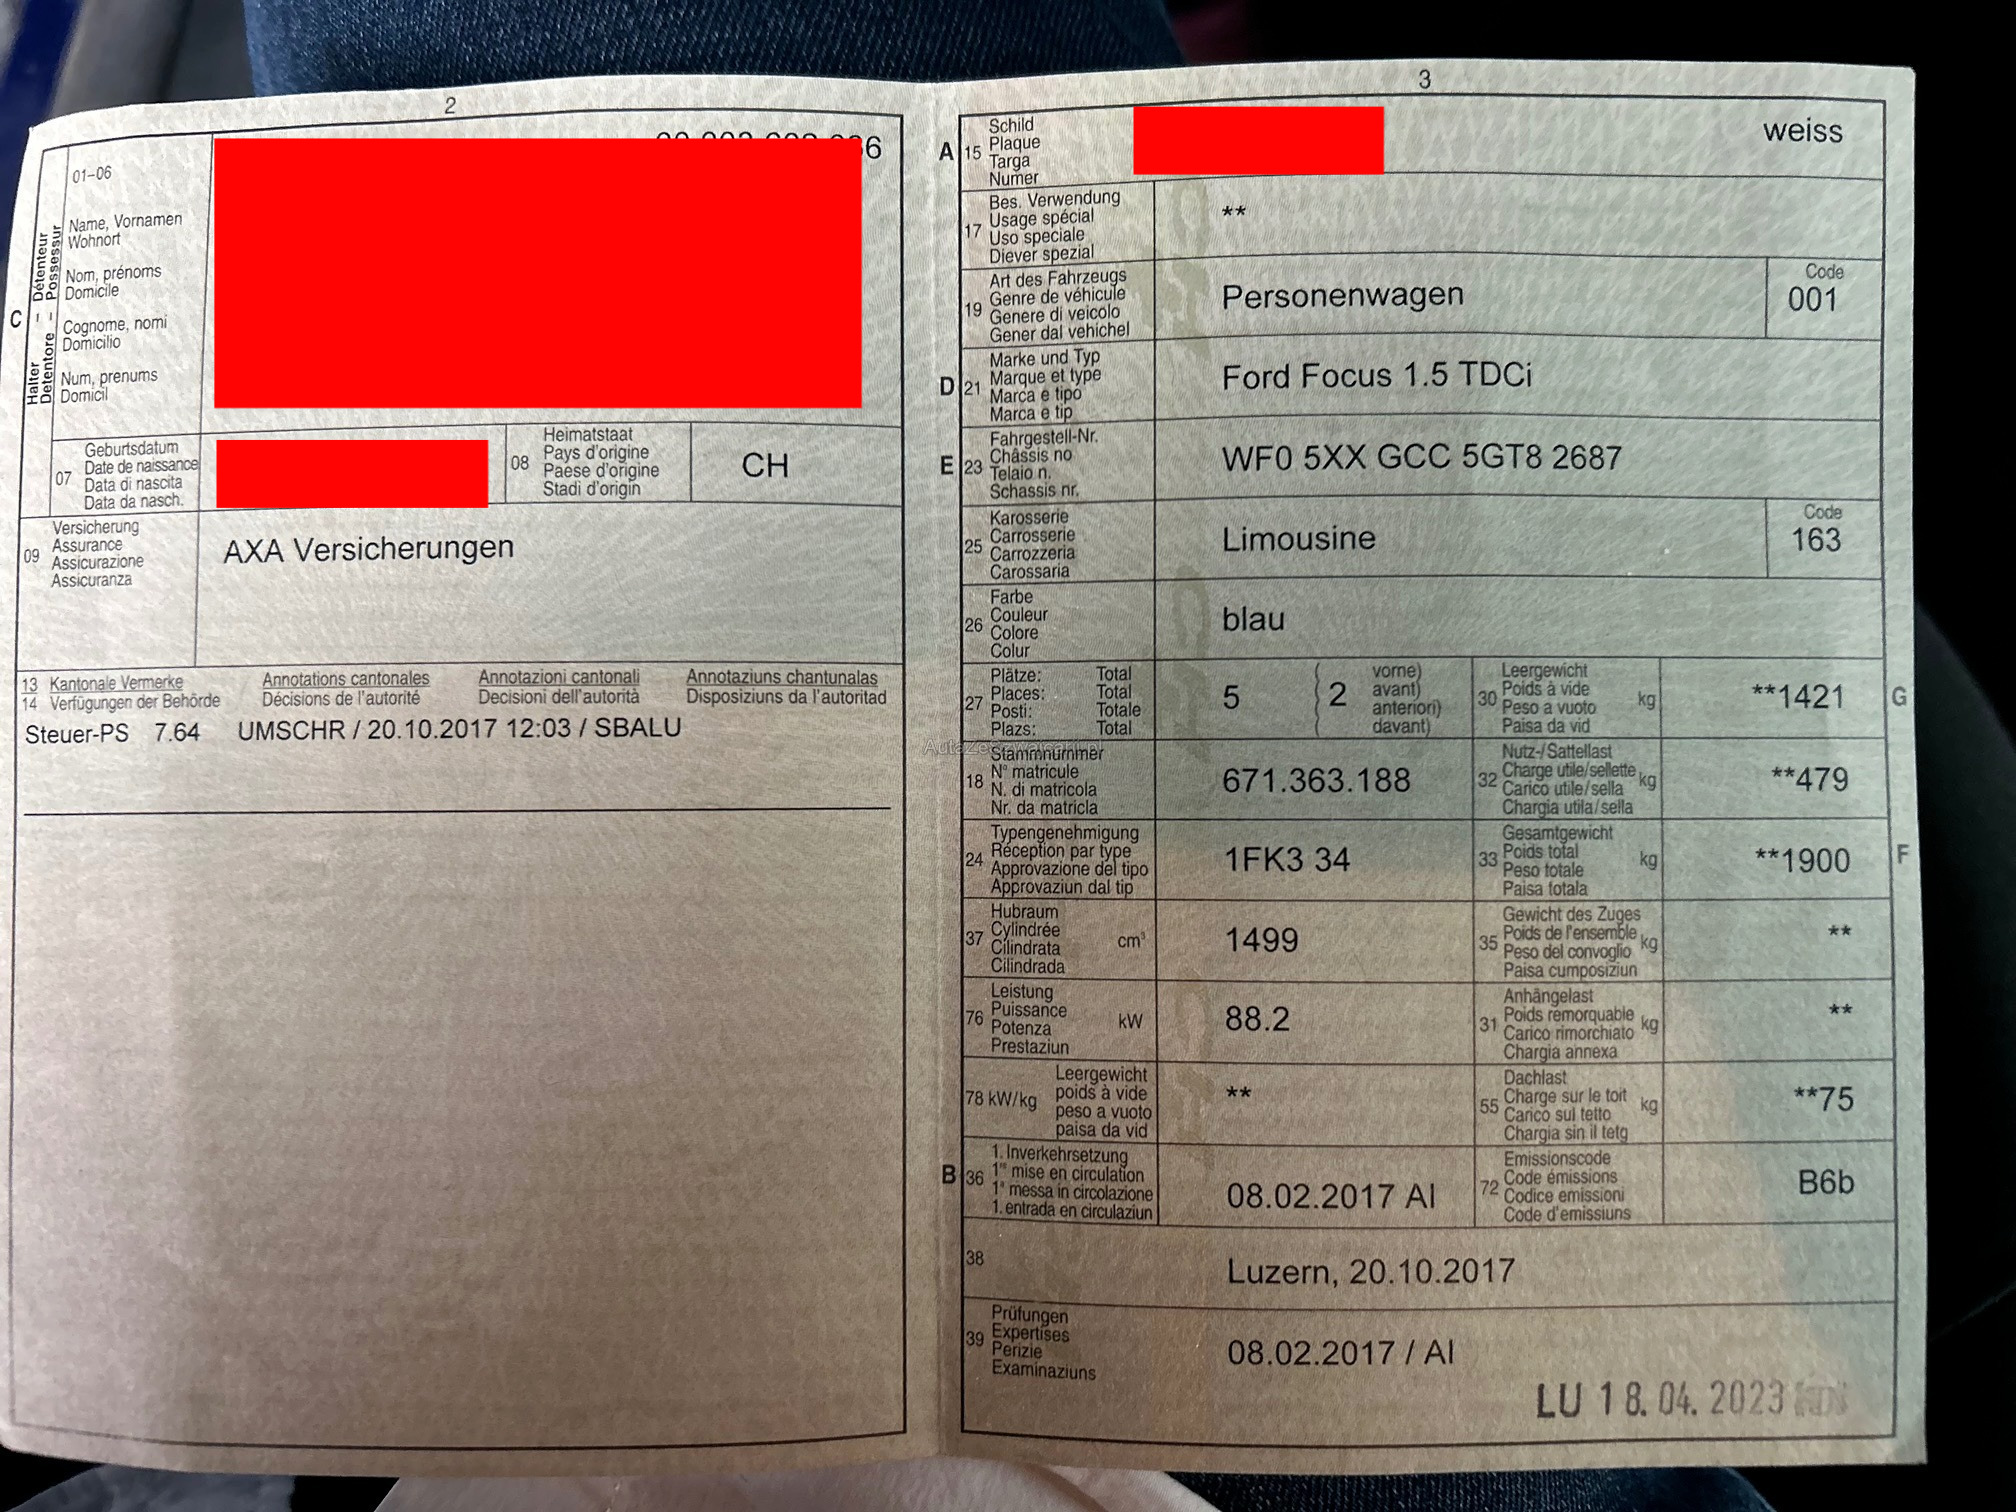 2
6
01–06
Name, Vornamen
Wohnort
Nom, prénoms
Domicile
Cognome, nomi
Domicilio
Num, prenums
Domicil
C
Halter – Détenteur
Detentore – Possessur
07
Geburtsdatum
Date de naissance
Data di nascita
Data da nasch.
08
Heimatstaat
Pays d'origine
Paese d'origine
Stadi d'origin
CH
09
Versicherung
Assurance
Assicurazione
Assicuranza
AXA Versicherungen
13 Kantonale Vermerke Annotations cantonales Annotazioni cantonali Annotaziuns chantunalas
14 Verfügungen der Behörde Décisions de l'autorité Decisioni dell'autorità Disposiziuns da l'autoritad
Steuer-PS 7.64 UMSCHR / 20.10.2017 12:03 / SBALU
3
A 15
Schild
Plaque
Targa
Numer
weiss
17
Bes. Verwendung
Usage spécial
Uso speciale
Diever spezial
**
19
Art des Fahrzeugs
Genre de véhicule
Genere di veicolo
Gener dal vehichel
Personenwagen
Code
001
D 21
Marke und Typ
Marque et type
Marca e tipo
Marca e tip
Ford Focus 1.5 TDCi
E 23
Fahrgestell-Nr.
Châssis no
Telaio n.
Schassis nr.
WF0 5XX GCC 5GT8 2687
25
Karosserie
Carrosserie
Carrozzeria
Carossaria
Limousine
Code
163
26
Farbe
Couleur
Colore
Colur
blau
27
Plätze: Total
Places: Total
Posti: Totale
Plazs: Total
5
2
vorne)
avant)
anteriori)
davant)
30
Leergewicht
Poids à vide
Peso a vuoto
Paisa da vid
kg
**1421
G
18
Stammnummer
N° matricule
N. di matricola
Nr. da matricla
671.363.188
32
Nutz-/Sattellast
Charge utile/sellette
Carico utile/sella
Chargia utila/sella
kg
**479
24
Typengenehmigung
Réception par type
Approvazione del tipo
Approvaziun dal tip
1FK3 34
33
Gesamtgewicht
Poids total
Peso totale
Paisa totala
kg
**1900
F
37
Hubraum
Cylindrée
Cilindrata
Cilindrada
cm³
1499
35
Gewicht des Zuges
Poids de l'ensemble
Peso del convoglio
Paisa cumposiziun
kg
**
76
Leistung
Puissance
Potenza
Prestaziun
kW
88.2
31
Anhängelast
Poids remorquable
Carico rimorchiato
Chargia annexa
kg
**
78 kW/kg
Leergewicht
poids à vide
peso a vuoto
paisa da vid
**
55
Dachlast
Charge sur le toit
Carico sul tetto
Chargia sin il tetg
kg
**75
B 36
1. Inverkehrsetzung
1re mise en circulation
1a messa in circolazione
1. entrada en circulaziun
08.02.2017 AI
72
Emissionscode
Code émissions
Codice emissioni
Code d'emissiuns
B6b
38
Luzern, 20.10.2017
39
Prüfungen
Expertises
Perizie
Examinaziuns
08.02.2017 / AI
LU 18.04.2023